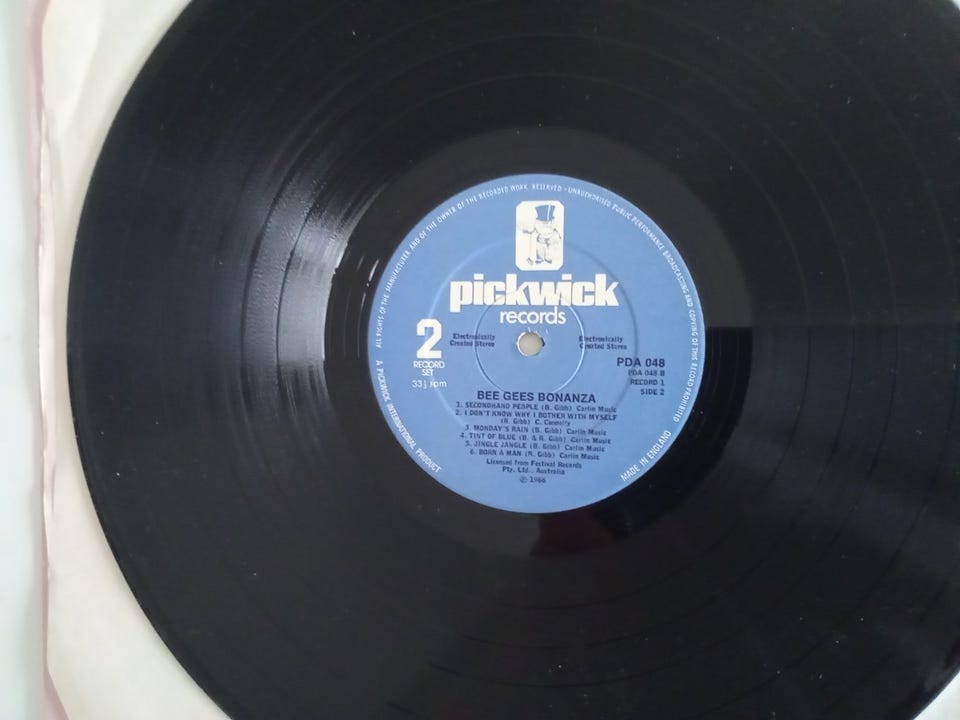 ALL RIGHTS OF THE MANUFACTURER AND OF THE OWNER OF THE RECORDED WORK RESERVED - UNAUTHORISED PUBLIC PERFORMANCE BROADCASTING AND COPYING OF THIS RECORD PROHIBITED
pickwick
records
2
RECORD
SET
33⅓ rpm
Electronically
Created Stereo
Electronically
Created Stereo
PDA 048
PDA 048 B
RECORD 1
SIDE 2
BEE GEES BONANZA
1. SECONDHAND PEOPLE (B. Gibb) Carlin Music
2. I DON'T KNOW WHY I BOTHER WITH MYSELF
(R. Gibb) C. Connelly
3. MONDAY'S RAIN (B. Gibb) Carlin Music
4. TINT OF BLUE (B. & R. Gibb) Carlin Music
5. JINGLE JANGLE (B. Gibb) Carlin Music
6. BORN A MAN (R. Gibb) Carlin Music
Licensed from Festival Records
Pty. Ltd., Australia
℗ 1966
A PICKWICK INTERNATIONAL PRODUCT
MADE IN ENGLAND